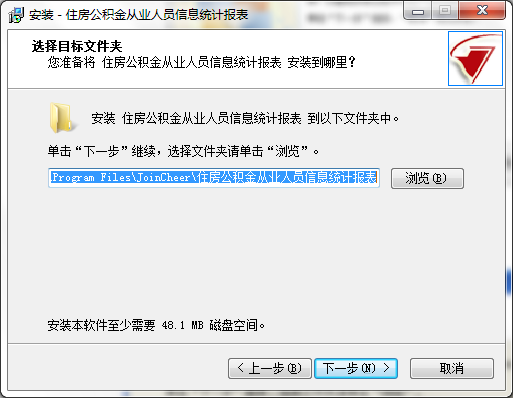 安装 - 住房公积金从业人员信息统计报表
选择目标文件夹
您准备将 住房公积金从业人员信息统计报表 安装到哪里？
安装 住房公积金从业人员信息统计报表 到以下文件夹中。
单击“下一步”继续，选择文件夹请单击“浏览”。
Program Files\JoinCheer\住房公积金从业人员信息统计报表
浏览(B)
安装本软件至少需要 48.1 MB 磁盘空间。
< 上一步(B)
下一步(N) >
取消